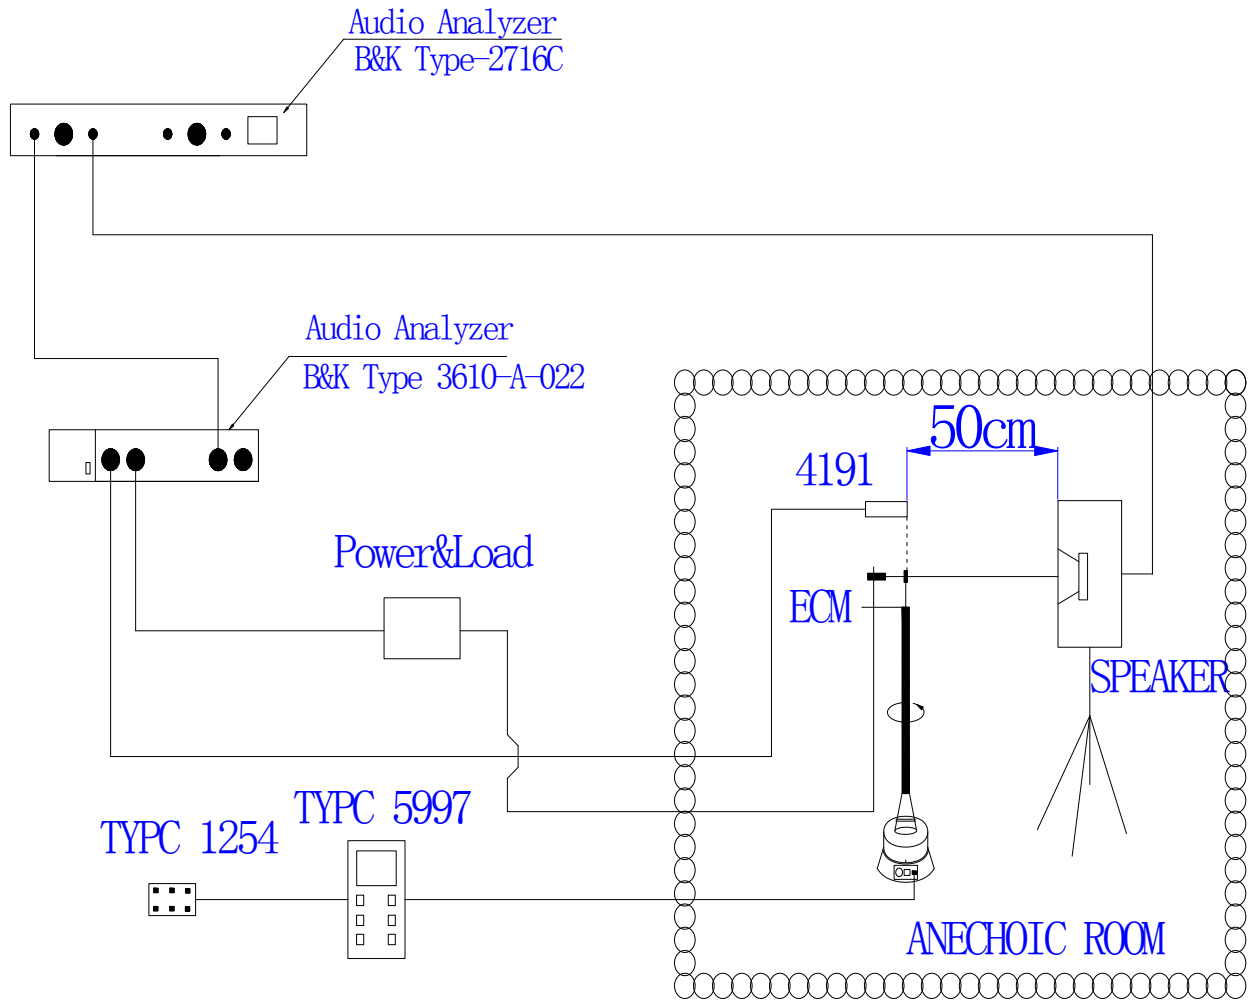 Audio Analyzer
B&K Type-2716C
Audio Analyzer
B&K Type 3610-A-022
50cm
4191
Power&Load
ECM
SPEAKER
TYPC 5997
TYPC 1254
ANECHOIC ROOM